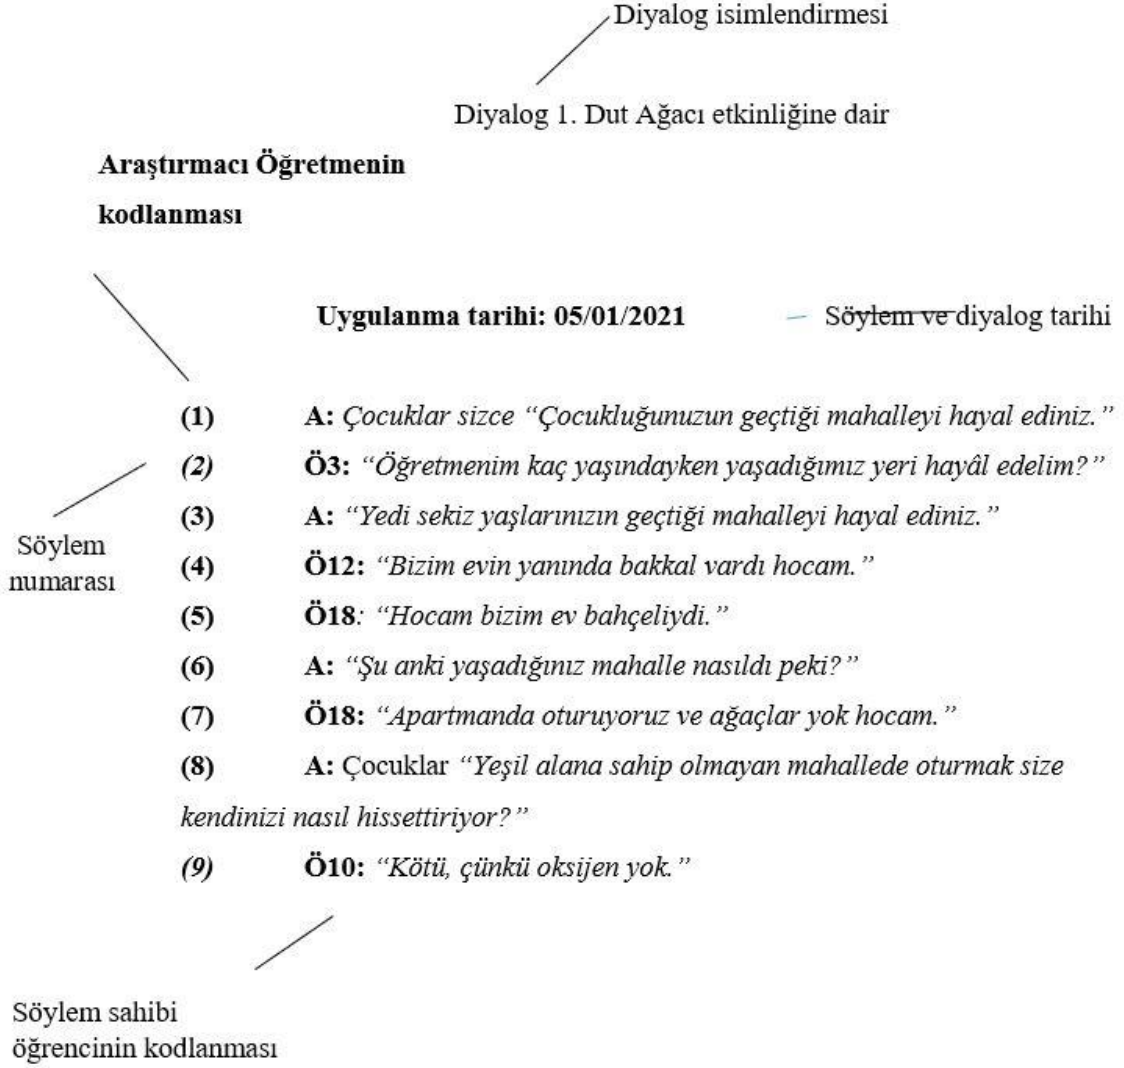 Diyalog isimlendirmesi
Diyalog 1. Dut Ağacı etkinliğine dair
Araştırmacı Öğretmenin
kodlanması
Uygulanma tarihi: 05/01/2021 Söylem ve diyalog tarihi
(1) A: Çocuklar sizce “Çocukluğunuzun geçtiği mahalleyi hayal ediniz.”
(2) Ö3: “Öğretmenim kaç yaşındayken yaşadığımız yeri hayâl edelim?”
(3) A: “Yedi sekiz yaşlarınızın geçtiği mahalleyi hayal ediniz.”
Söylem
numarası
(4) Ö12: “Bizim evin yanında bakkal vardı hocam.”
(5) Ö18: “Hocam bizim ev bahçeliydi.”
(6) A: “Şu anki yaşadığınız mahalle nasıldı peki?”
(7) Ö18: “Apartmanda oturuyoruz ve ağaçlar yok hocam.”
(8) A: Çocuklar “Yeşil alana sahip olmayan mahallede oturmak size
kendinizi nasıl hissettiriyor?”
(9) Ö10: “Kötü, çünkü oksijen yok.”
Söylem sahibi
öğrencinin kodlanması